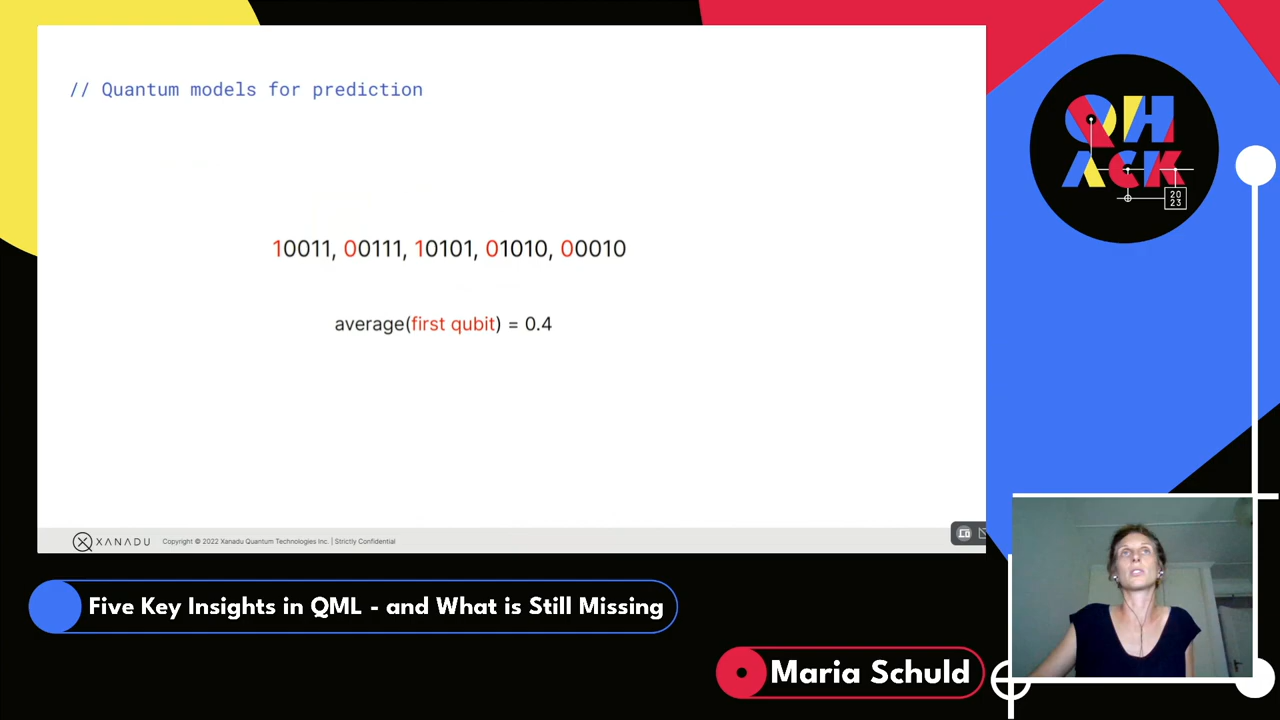 // Quantum models for prediction
10011, 00111, 10101, 01010, 00010
average(first qubit) = 0.4
XANADU Copyright © 2022 Xanadu Quantum Technologies Inc. | Strictly Confidential
QH
ACK
20
23
Five Key Insights in QML - and What is Still Missing
Maria Schuld